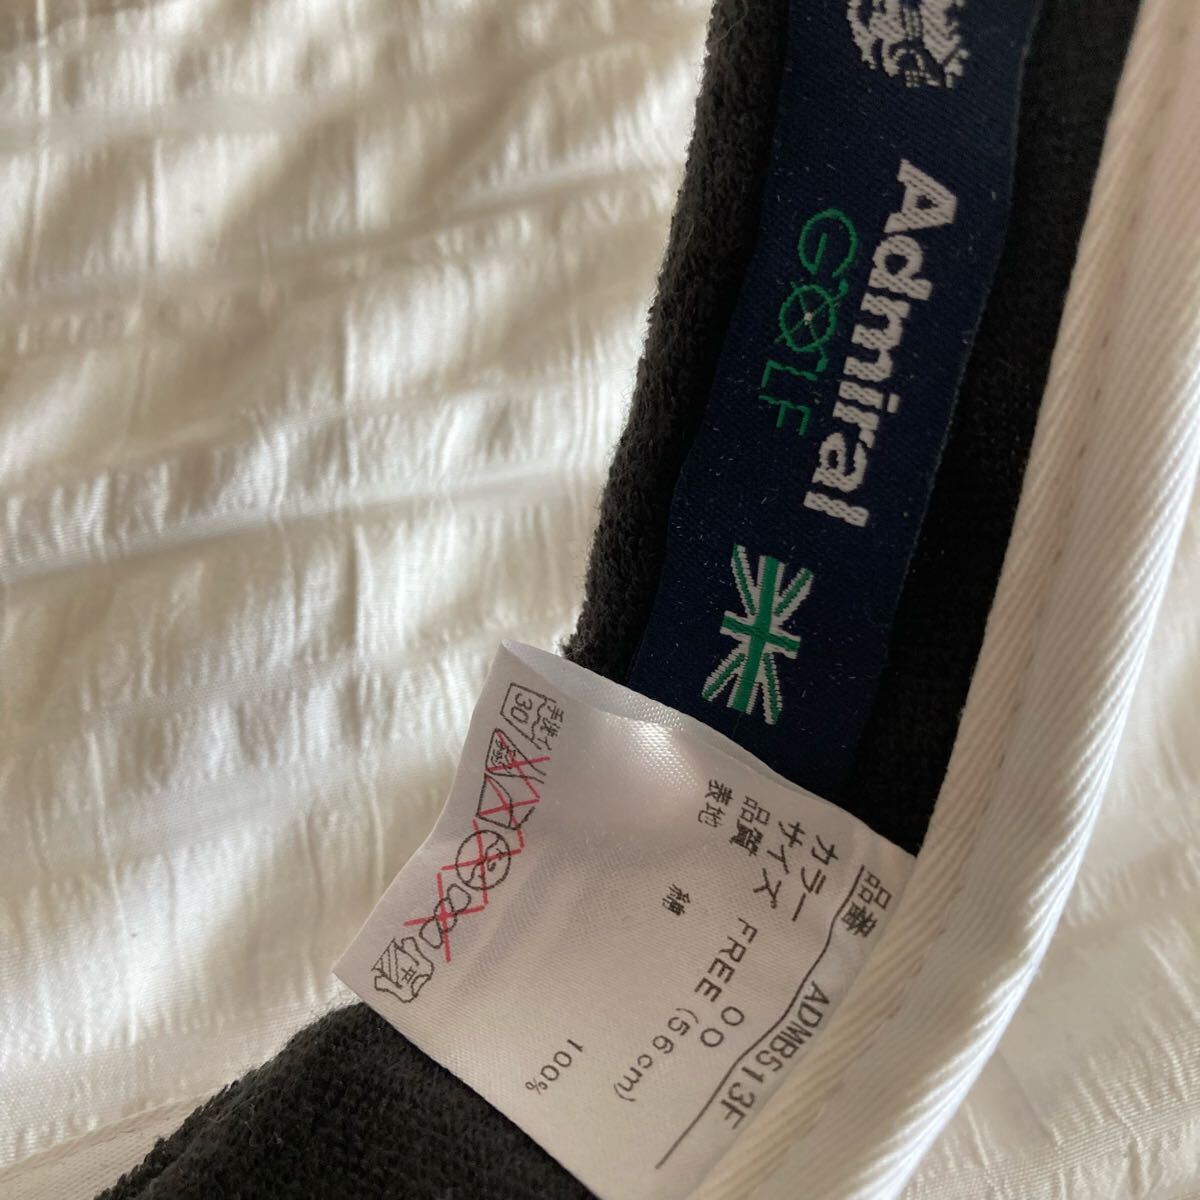 Admiral
GOLF
品番 ADMB513F
カラー 00
サイズ FREE (56cm)
品質
表地 綿 100%
手洗イ
30
平